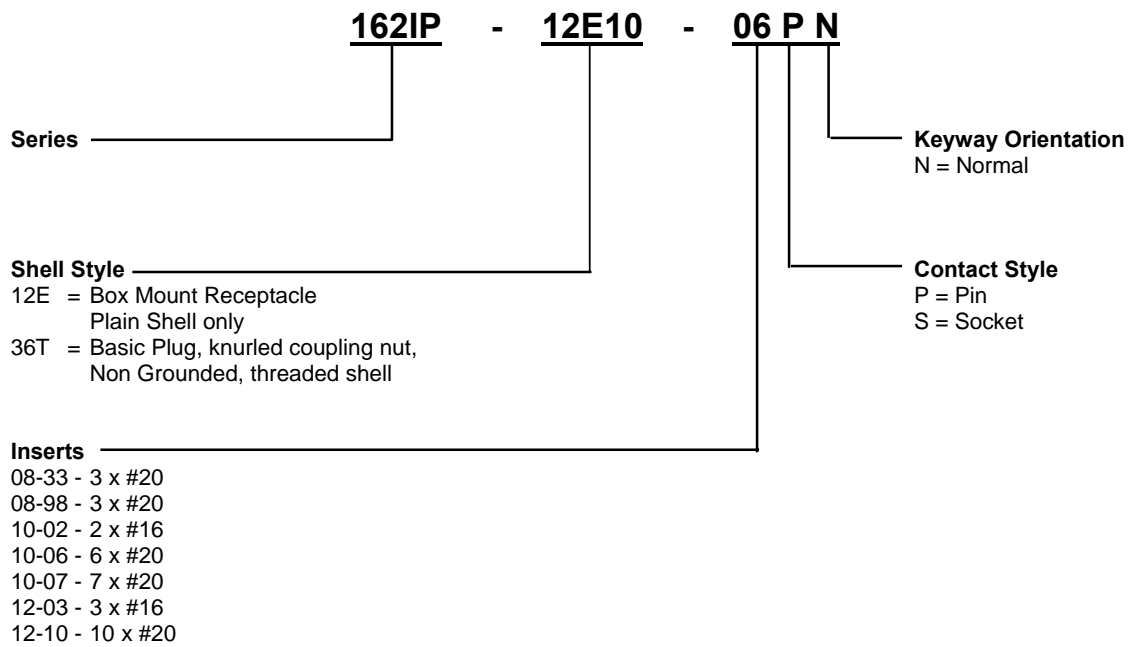 162IP - 12E10 - 06 P N
Series
Keyway Orientation
N = Normal
Shell Style
12E = Box Mount Receptacle
Plain Shell only
36T = Basic Plug, knurled coupling nut,
Non Grounded, threaded shell
Contact Style
P = Pin
S = Socket
Inserts
08-33 - 3 x #20
08-98 - 3 x #20
10-02 - 2 x #16
10-06 - 6 x #20
10-07 - 7 x #20
12-03 - 3 x #16
12-10 - 10 x #20